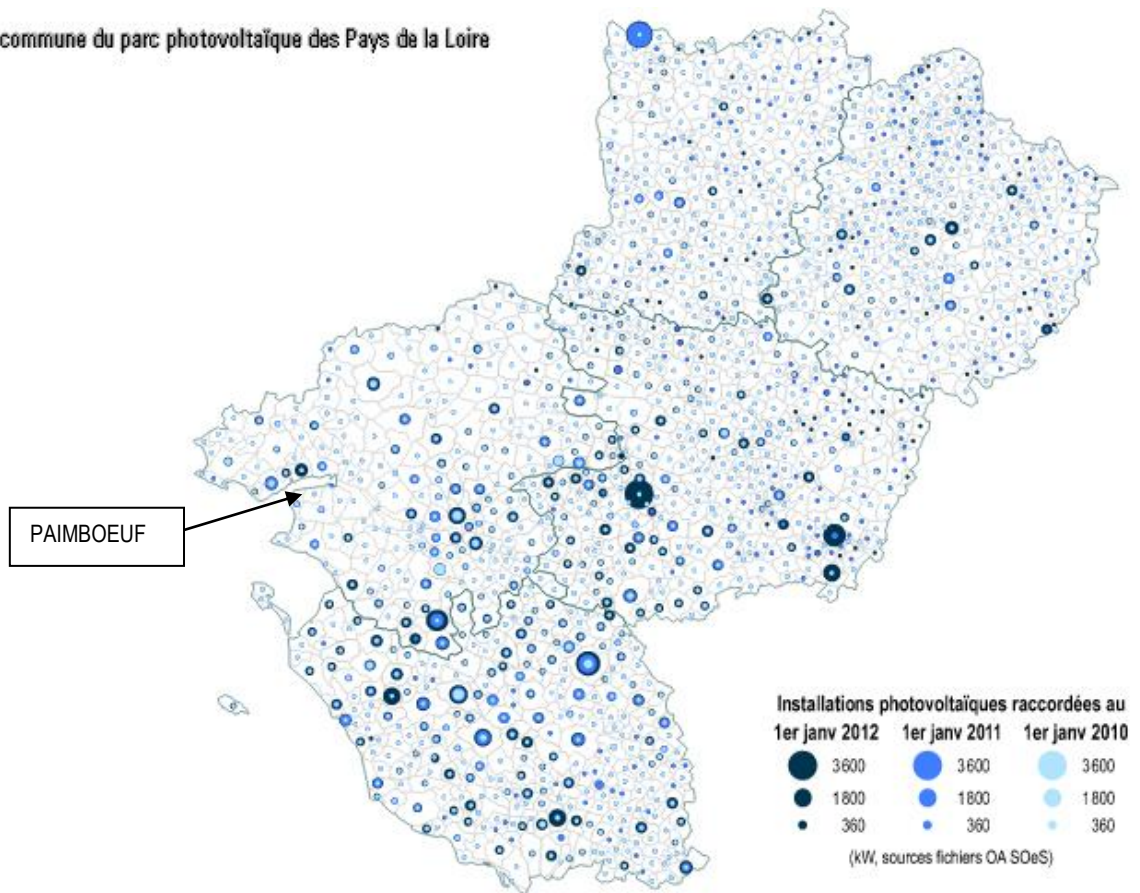 commune du parc photovoltaïque des Pays de la Loire
PAIMBOEUF
Installations photovoltaïques raccordées au
1er janv 2012 1er janv 2011 1er janv 2010
3600 3600 3600
1800 1800 1800
360 360 360
(kW, sources fichiers OA SOeS)